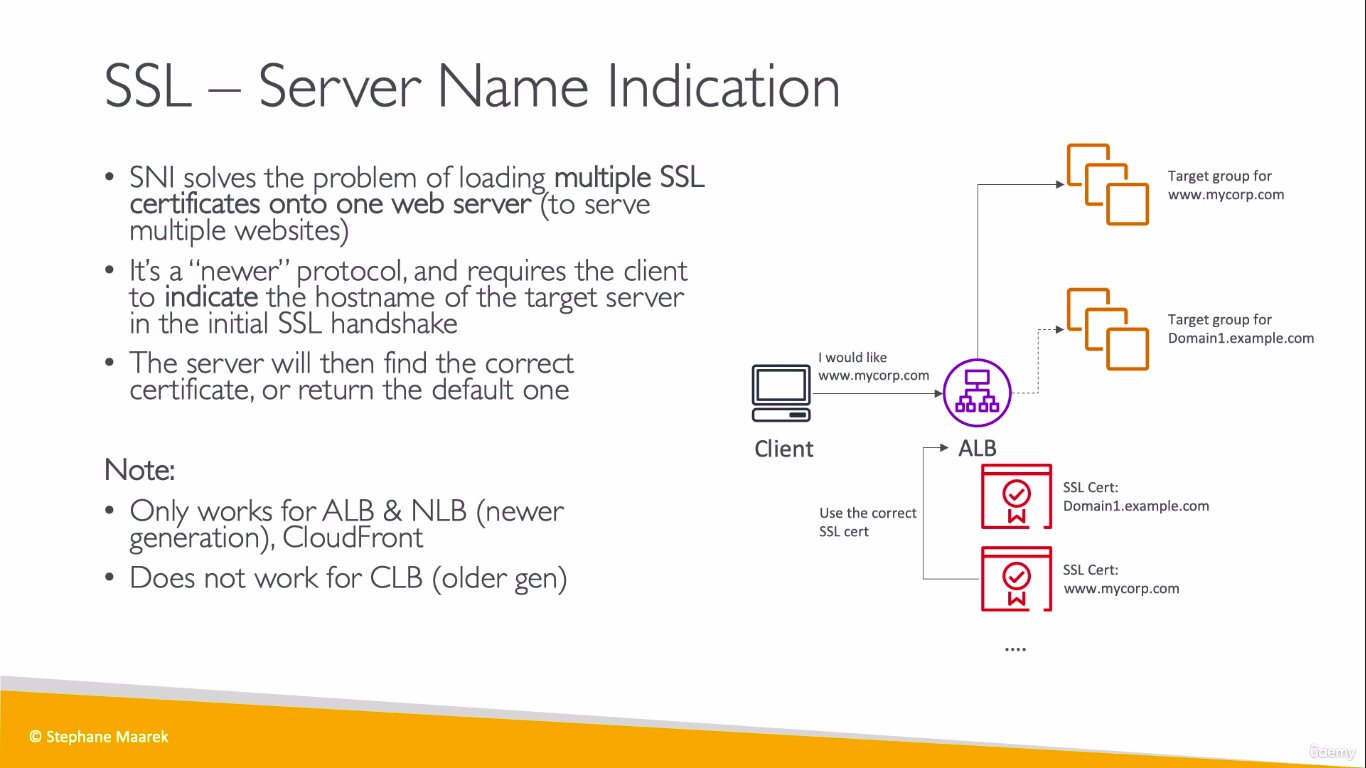 SSL – Server Name Indication
• SNI solves the problem of loading multiple SSL
certificates onto one web server (to serve
multiple websites)
• It's a “newer” protocol, and requires the client
to indicate the hostname of the target server
in the initial SSL handshake
• The server will then find the correct
certificate, or return the default one
Note:
• Only works for ALB & NLB (newer
generation), CloudFront
• Does not work for CLB (older gen)
Target group for
www.mycorp.com
Target group for
Domain1.example.com
I would like
www.mycorp.com
Client
ALB
Use the correct
SSL cert
SSL Cert:
Domain1.example.com
SSL Cert:
www.mycorp.com
....
© Stephane Maarek
ûdemy